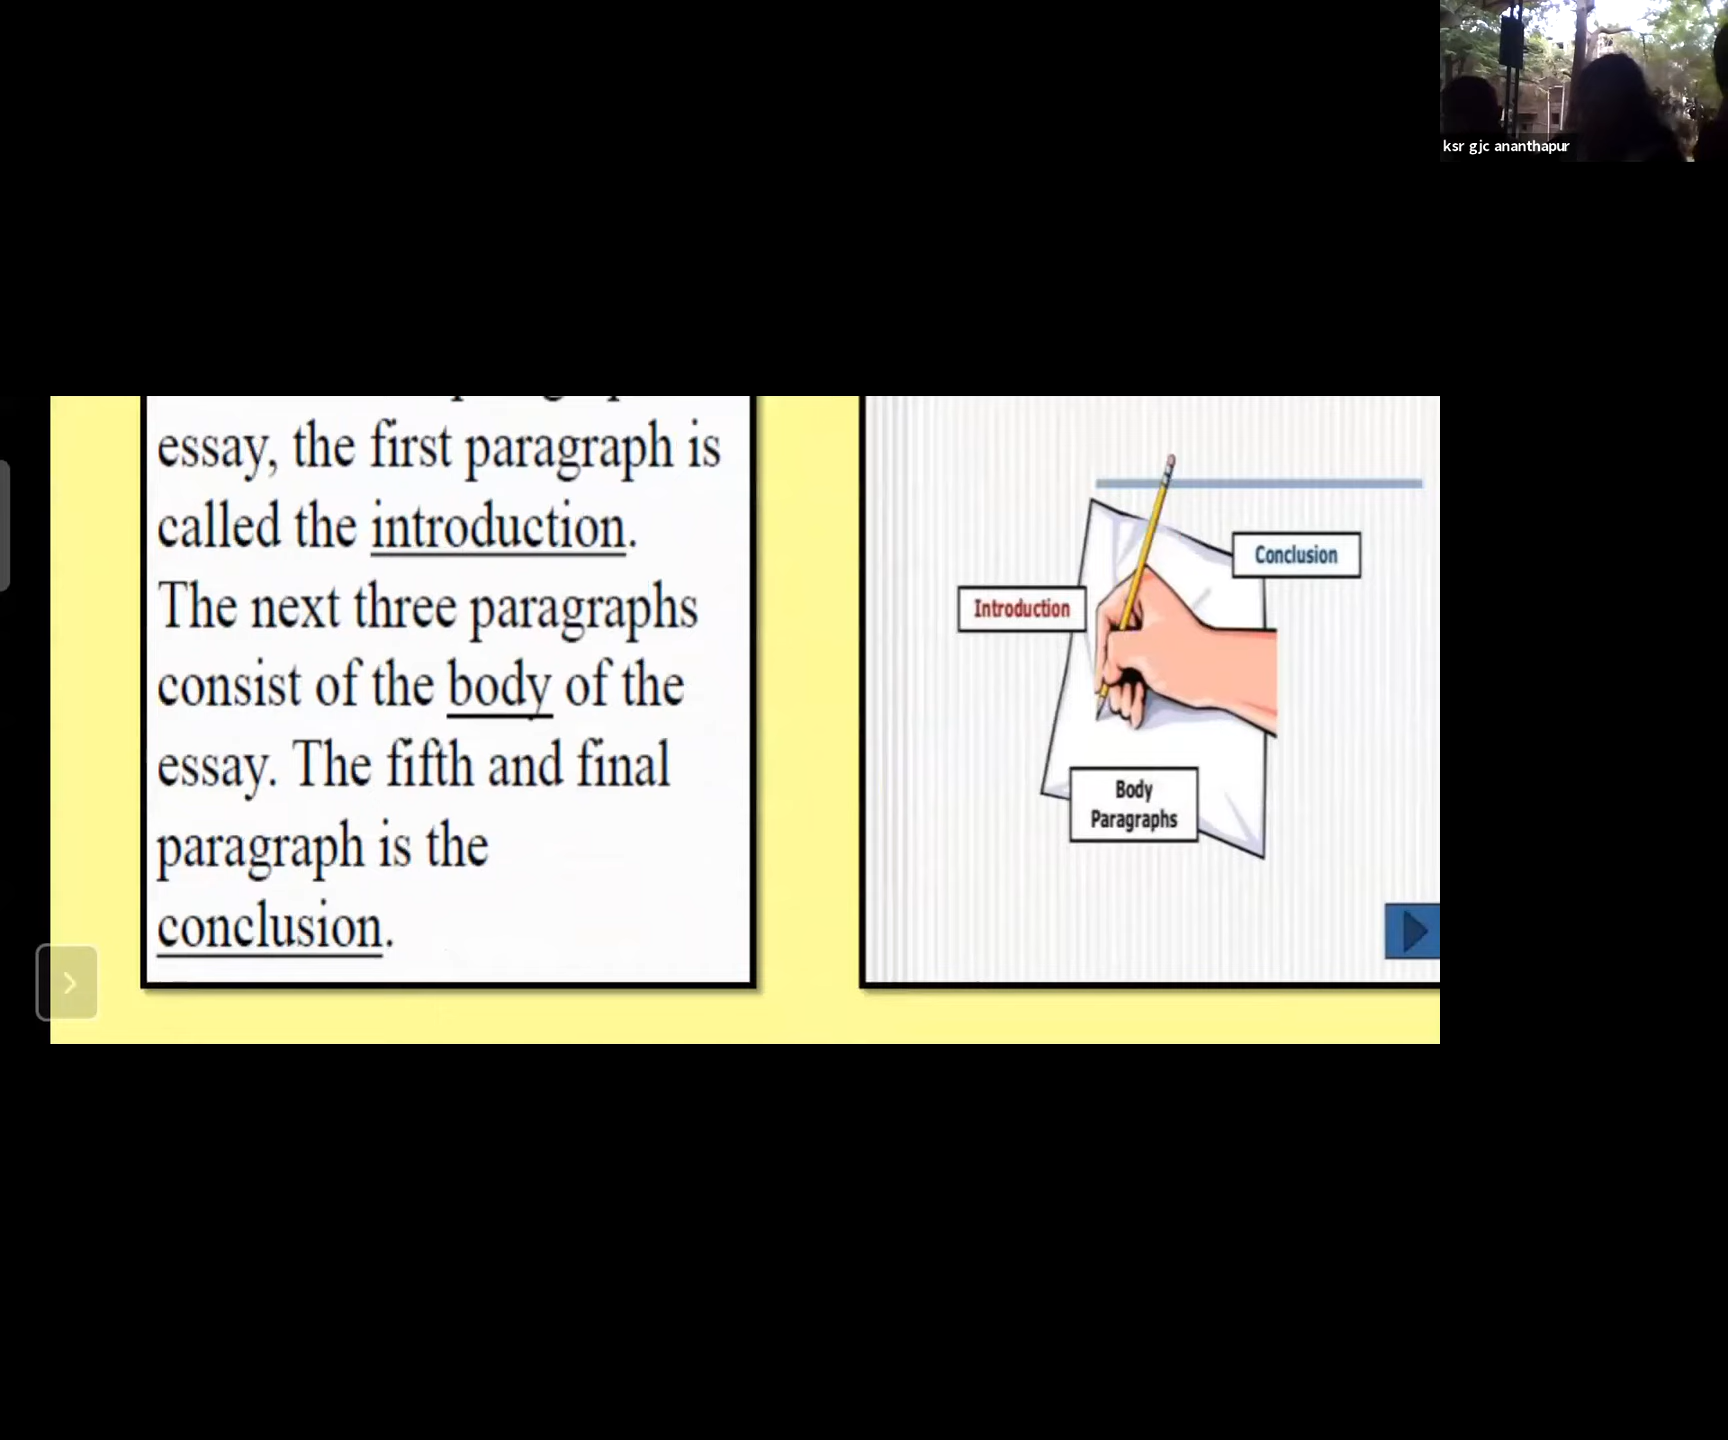 ksr gjc ananthapur
essay, the first paragraph is
called the introduction.
The next three paragraphs
consist of the body of the
essay. The fifth and final
paragraph is the
conclusion.
Conclusion
Introduction
Body
Paragraphs